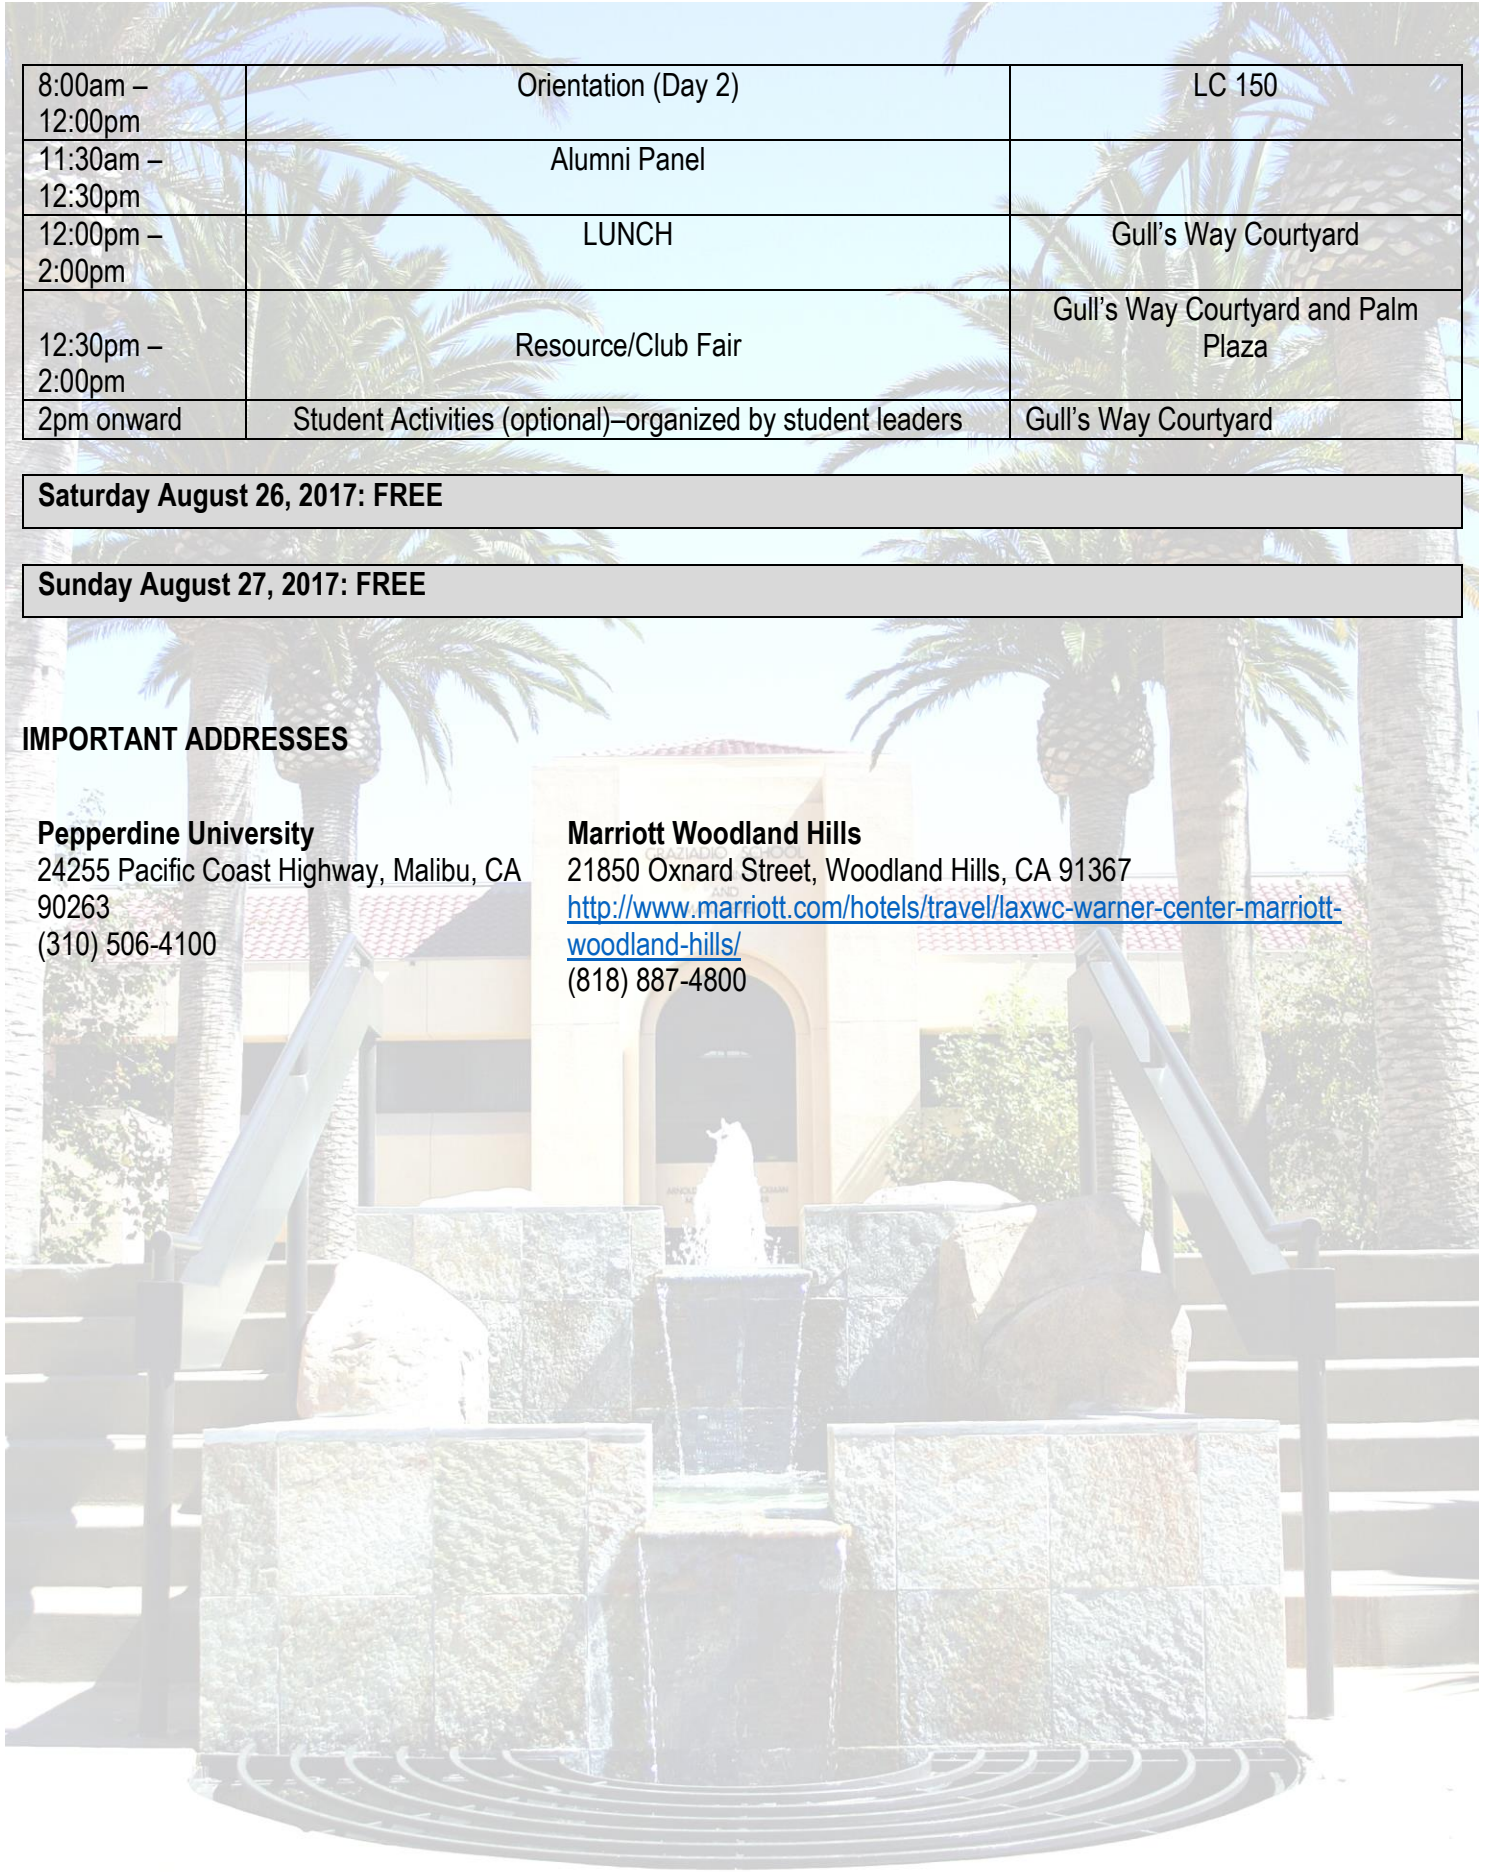 8:00am –
12:00pm
Orientation (Day 2)
LC 150
11:30am –
12:30pm
Alumni Panel
12:00pm –
2:00pm
LUNCH
Gull’s Way Courtyard
12:30pm –
2:00pm
Resource/Club Fair
Gull’s Way Courtyard and Palm
Plaza
2pm onward
Student Activities (optional)–organized by student leaders
Gull’s Way Courtyard
Saturday August 26, 2017: FREE
Sunday August 27, 2017: FREE
IMPORTANT ADDRESSES
Pepperdine University
24255 Pacific Coast Highway, Malibu, CA
90263
(310) 506-4100
Marriott Woodland Hills
21850 Oxnard Street, Woodland Hills, CA 91367
http://www.marriott.com/hotels/travel/laxwc-warner-center-marriott-
woodland-hills/
(818) 887-4800
GRAZIADIO SCHOOL
AND